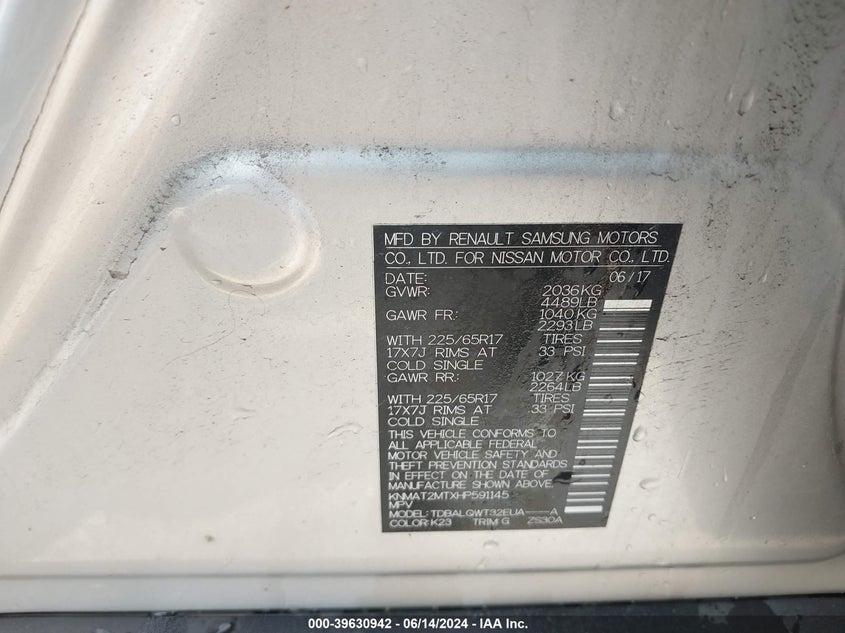 MFD BY RENAULT SAMSUNG MOTORS
CO., LTD. FOR NISSAN MOTOR CO., LTD.
DATE: 06/17
GVWR: 2036KG
4489LB
GAWR FR: 1040KG
2293LB
WITH 225/65R17 TIRES
17X7J RIMS AT 33 PSI
COLD SINGLE
GAWR RR: 1027KG
2264LB
WITH 225/65R17 TIRES
17X7J RIMS AT 33 PSI
COLD SINGLE
THIS VEHICLE CONFORMS TO
ALL APPLICABLE FEDERAL
MOTOR VEHICLE SAFETY AND
THEFT PREVENTION STANDARDS
IN EFFECT ON THE DATE OF
MANUFACTURE SHOWN ABOVE.
KNMAT2MTXHP591145
MPV
MODEL: TDBALQWT32EUA----A
COLOR: K23 TRIM G ZS30A
000-39630942 - 06/14/2024 - IAA Inc.